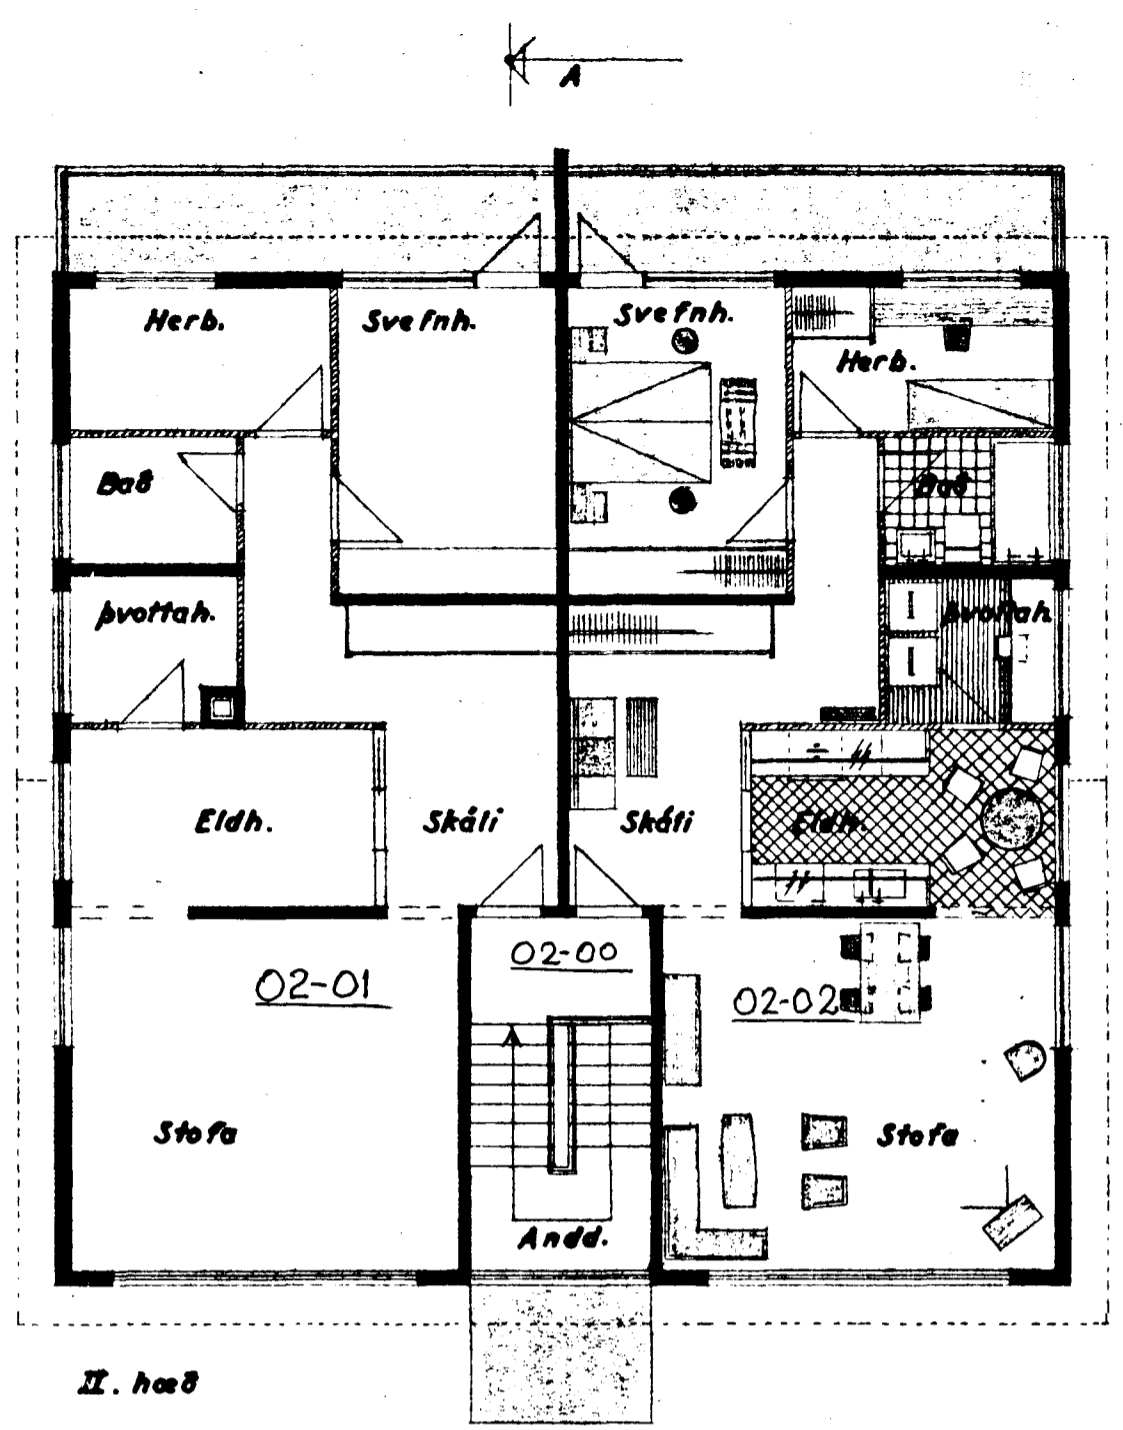 A
Herb.
Svefnh.
Svefnh.
Herb.
Bað
Bað
Þvottah.
Þvottah.
Eldh.
Skáli
Skáli
Eldh.
02-01
02-00
02-02
Stofa
Stofa
Andd.
II. hæð